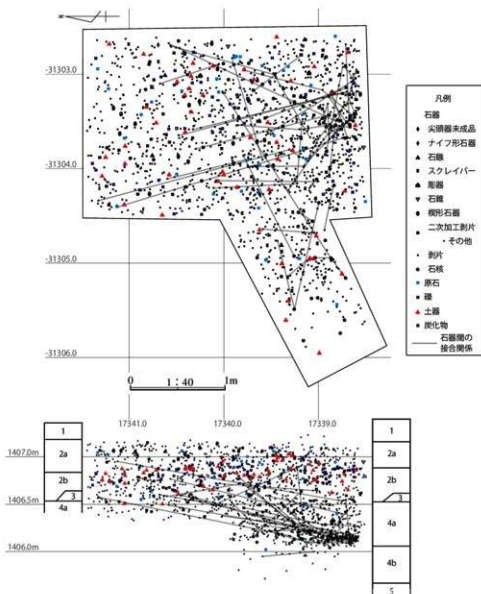 -31303.0
-31304.0
-31305.0
-31306.0
凡例
石器
尖頭器未成品
ナイフ形石器
石鏃
スクレイパー
彫器
石錐
楔形石器
二次加工剥片
・その他
剥片
石核
原石
礫
土器
炭化物
石器間の
接合関係
0 1:40 1m
17341.0 17340.0 17339.0
1407.0m
1406.5m
1406.0m
1
2a
2b
3
4a
1
2a
2b
3
4a
4b
5